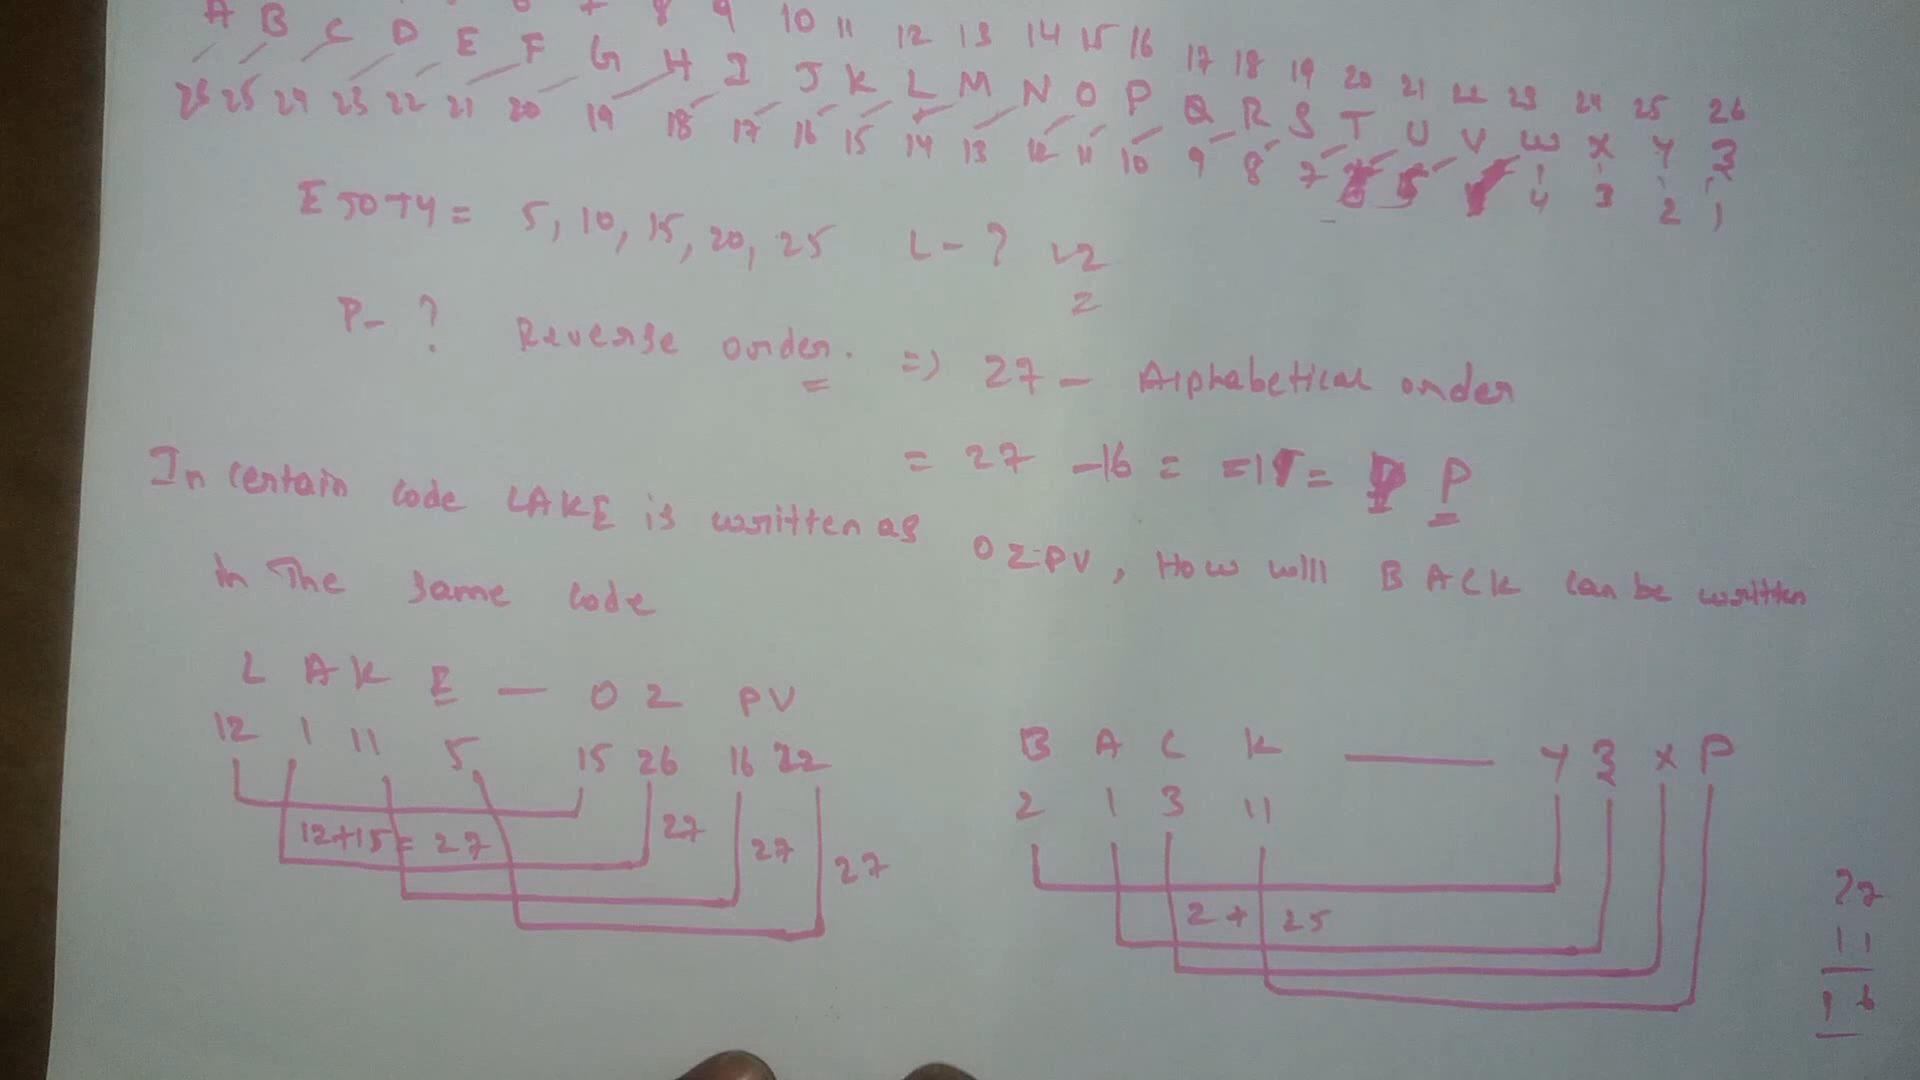 8 9 10 11 12 13 14 15 16 17 18 19 20 21 22 23 24 25 26
A B C D E F G H I J K L M N O P Q R S T U V W X Y Z
26 25 24 23 22 21 20 19 18 17 16 15 14 13 12 11 10 9 8 7 6 5 4 3 2 1
EJOTY = 5, 10, 15, 20, 25 L - ? 12
P - ? Reverse order. => 27 - Alphabetical order
= 27 - 16 = = 11 = P
In certain code LAKE is written as OZPV, How will BACK can be written
in The same code
L A K E — O Z P V
12 1 11 5 15 26 16 22
12+15 = 27 27 27 27
B A C K — Y Z X P
2 1 3 11
2 + 25
27
11
16